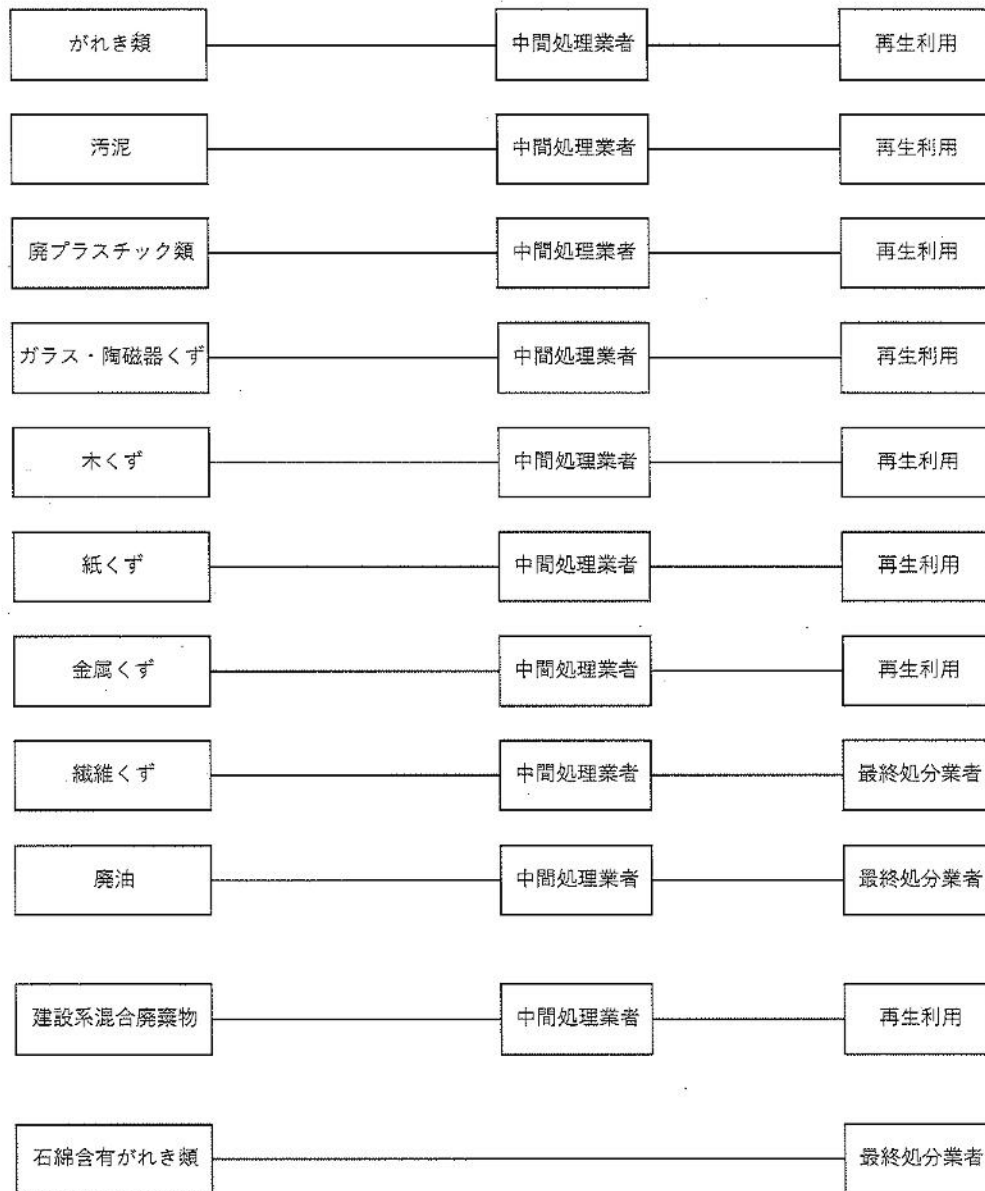 がれき類 中間処理業者 再生利用
汚泥 中間処理業者 再生利用
廃プラスチック類 中間処理業者 再生利用
ガラス・陶磁器くず 中間処理業者 再生利用
木くず 中間処理業者 再生利用
紙くず 中間処理業者 再生利用
金属くず 中間処理業者 再生利用
繊維くず 中間処理業者 最終処分業者
廃油 中間処理業者 最終処分業者
建設系混合廃棄物 中間処理業者 再生利用
石綿含有がれき類 最終処分業者